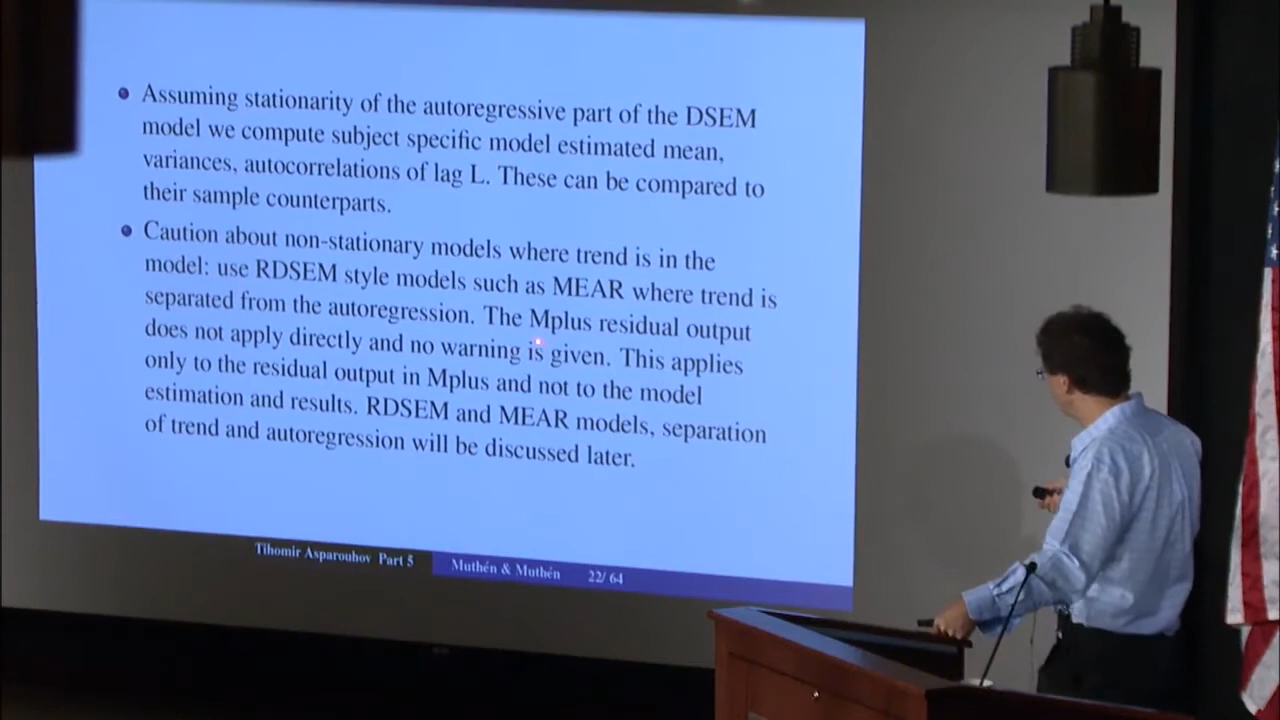 Assuming stationarity of the autoregressive part of the DSEM
model we compute subject specific model estimated mean,
variances, autocorrelations of lag L. These can be compared to
their sample counterparts.
Caution about non-stationary models where trend is in the
model: use RDSEM style models such as MEAR where trend is
separated from the autoregression. The Mplus residual output
does not apply directly and no warning is given. This applies
only to the residual output in Mplus and not to the model
estimation and results. RDSEM and MEAR models, separation
of trend and autoregression will be discussed later.
Tihomir Asparouhov Part 5 Muthén & Muthén 22/ 64